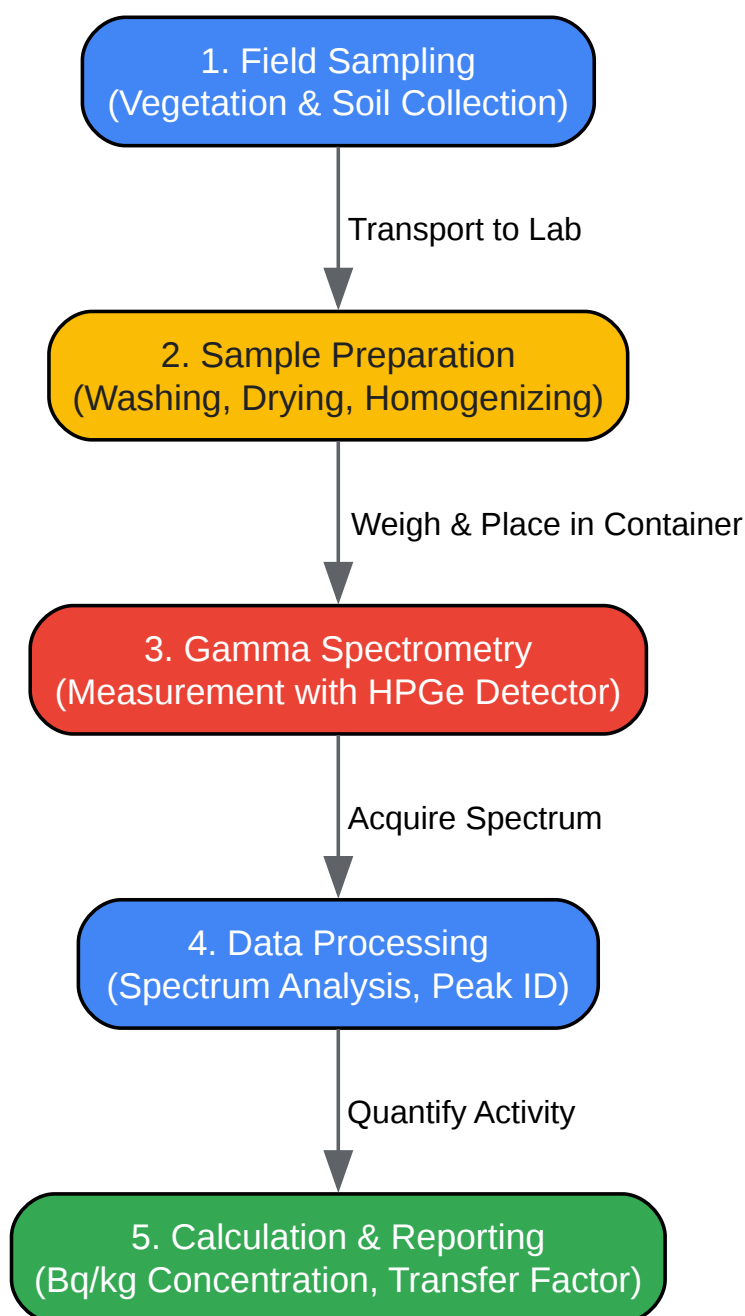 1. Field Sampling
(Vegetation & Soil Collection)
Transport to Lab
2. Sample Preparation
(Washing, Drying, Homogenizing)
Weigh & Place in Container
3. Gamma Spectrometry
(Measurement with HPGe Detector)
Acquire Spectrum
4. Data Processing
(Spectrum Analysis, Peak ID)
Quantify Activity
5. Calculation & Reporting
(Bq/kg Concentration, Transfer Factor)